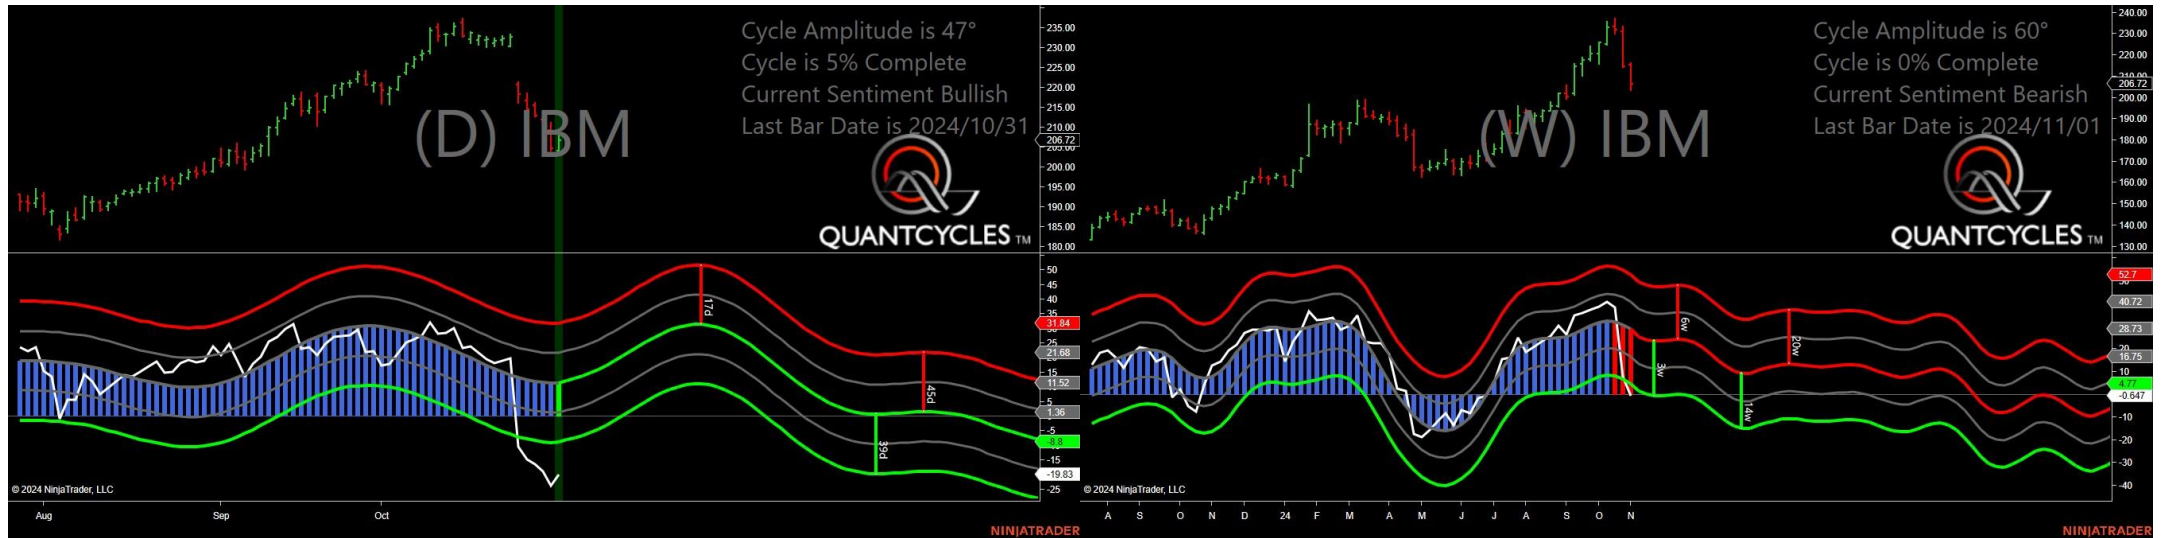 Cycle Amplitude is 47°
Cycle is 5% Complete
Current Sentiment Bullish
Last Bar Date is 2024/10/31
(D) IBM
QUANTCYCLES TM
235.00
230.00
225.00
220.00
215.00
210.00
206.72
205.00
200.00
195.00
190.00
185.00
180.00
17d
45d
39d
50
45
40
35
31.84
25
21.68
15
11.52
5
1.36
-5
-8.8
-15
-19.83
-25
© 2024 NinjaTrader, LLC
Aug
Sep
Oct
NINJATRADER
Cycle Amplitude is 60°
Cycle is 0% Complete
Current Sentiment Bearish
Last Bar Date is 2024/11/01
(W) IBM
QUANTCYCLES TM
240.00
230.00
220.00
210.00
206.72
200.00
190.00
180.00
170.00
160.00
150.00
140.00
130.00
6w
20w
3w
14w
52.7
40.72
28.73
20
16.75
10
4.77
-0.647
-10
-20
-30
-40
© 2024 NinjaTrader, LLC
A S O N D 24 F M A M J J A S O N
NINJATRADER